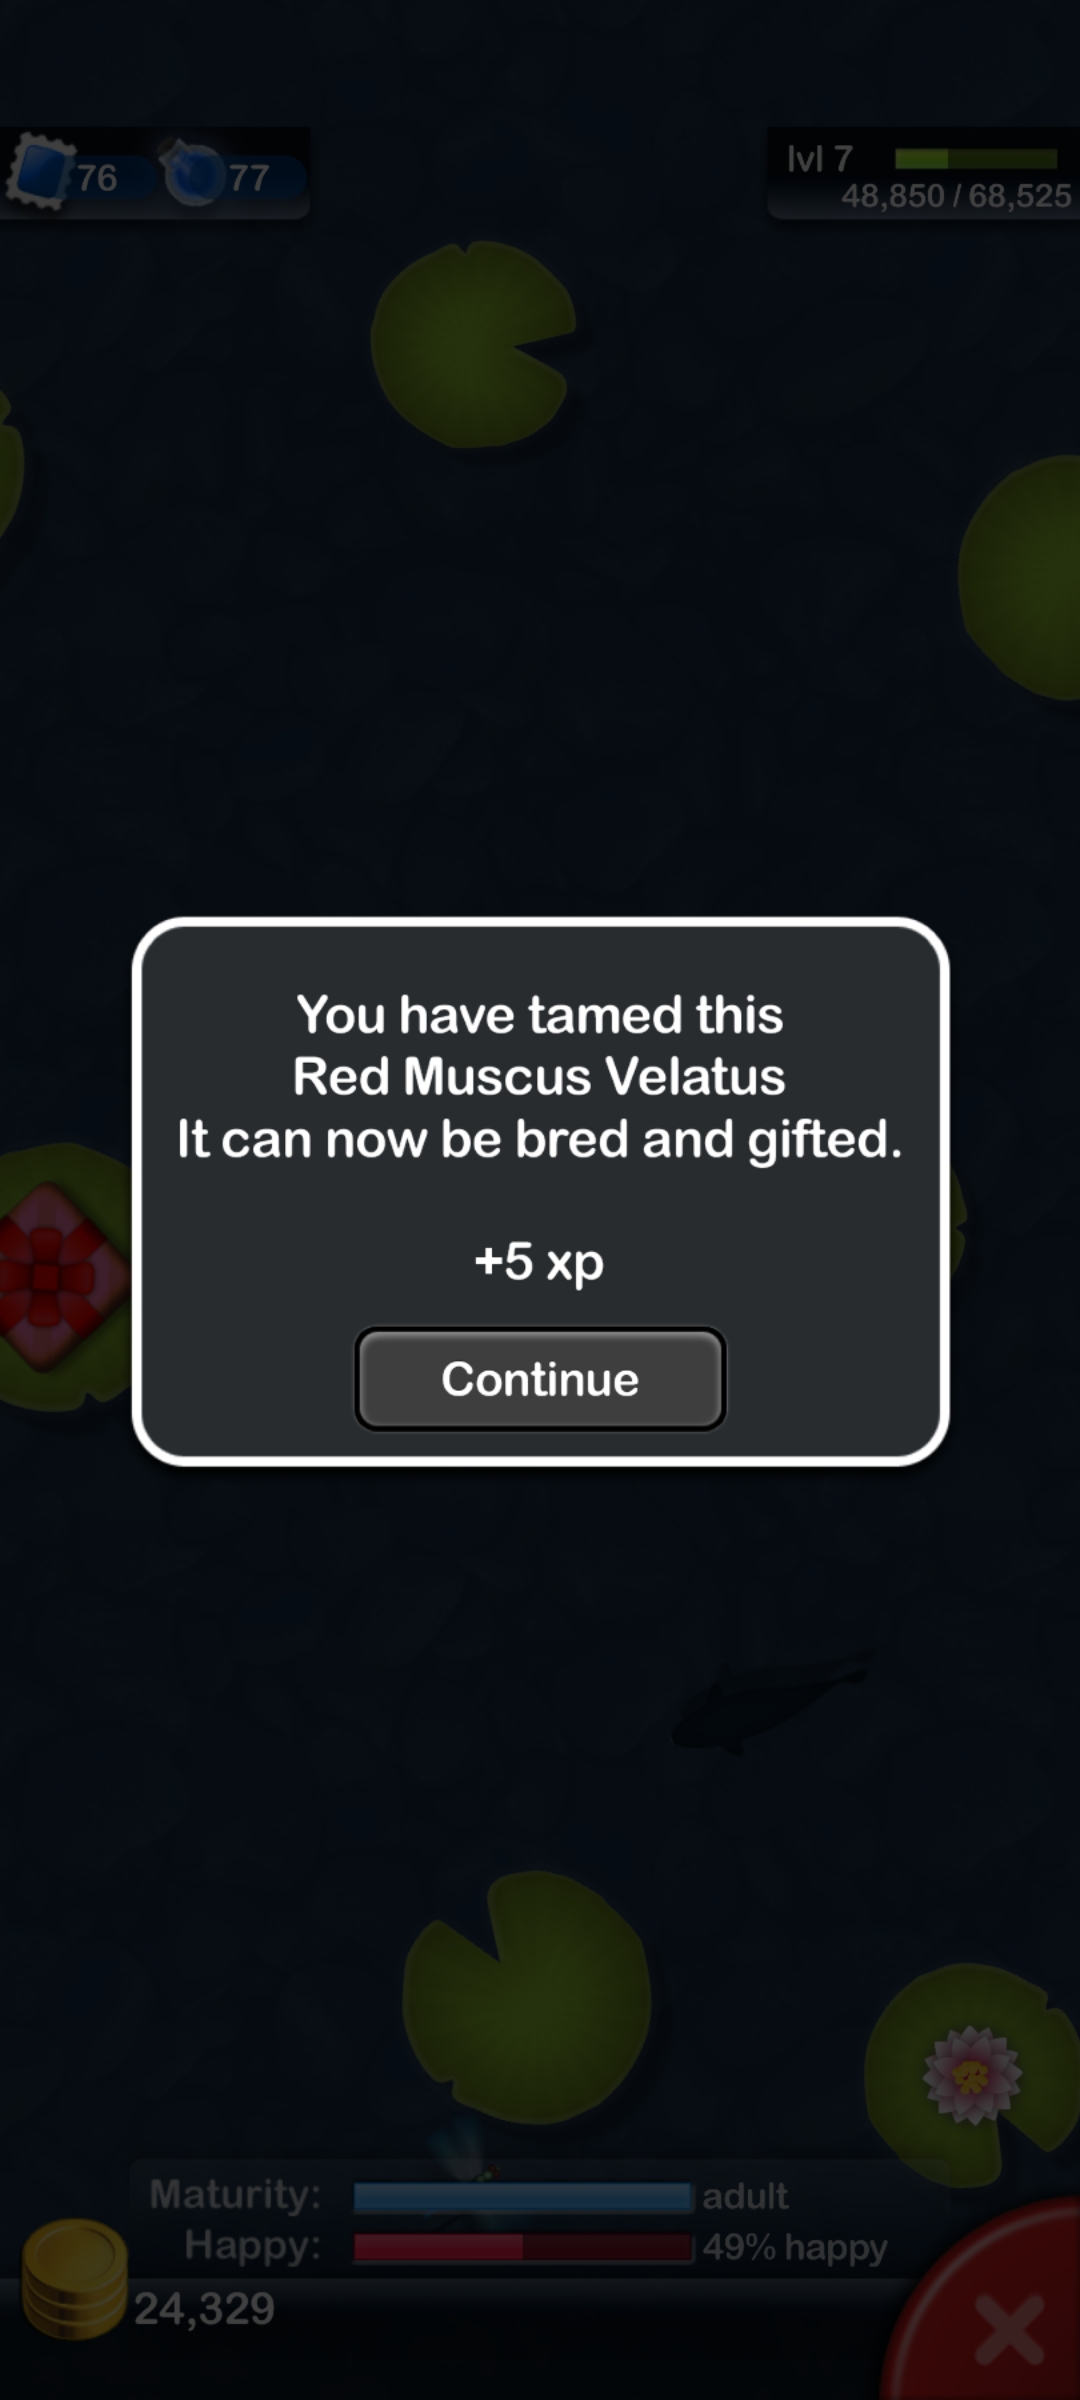 76
77
lvl 7
48,850 / 68,525
You have tamed this
Red Muscus Velatus
It can now be bred and gifted.
+5 xp
Continue
Maturity: adult
Happy: 49% happy
24,329